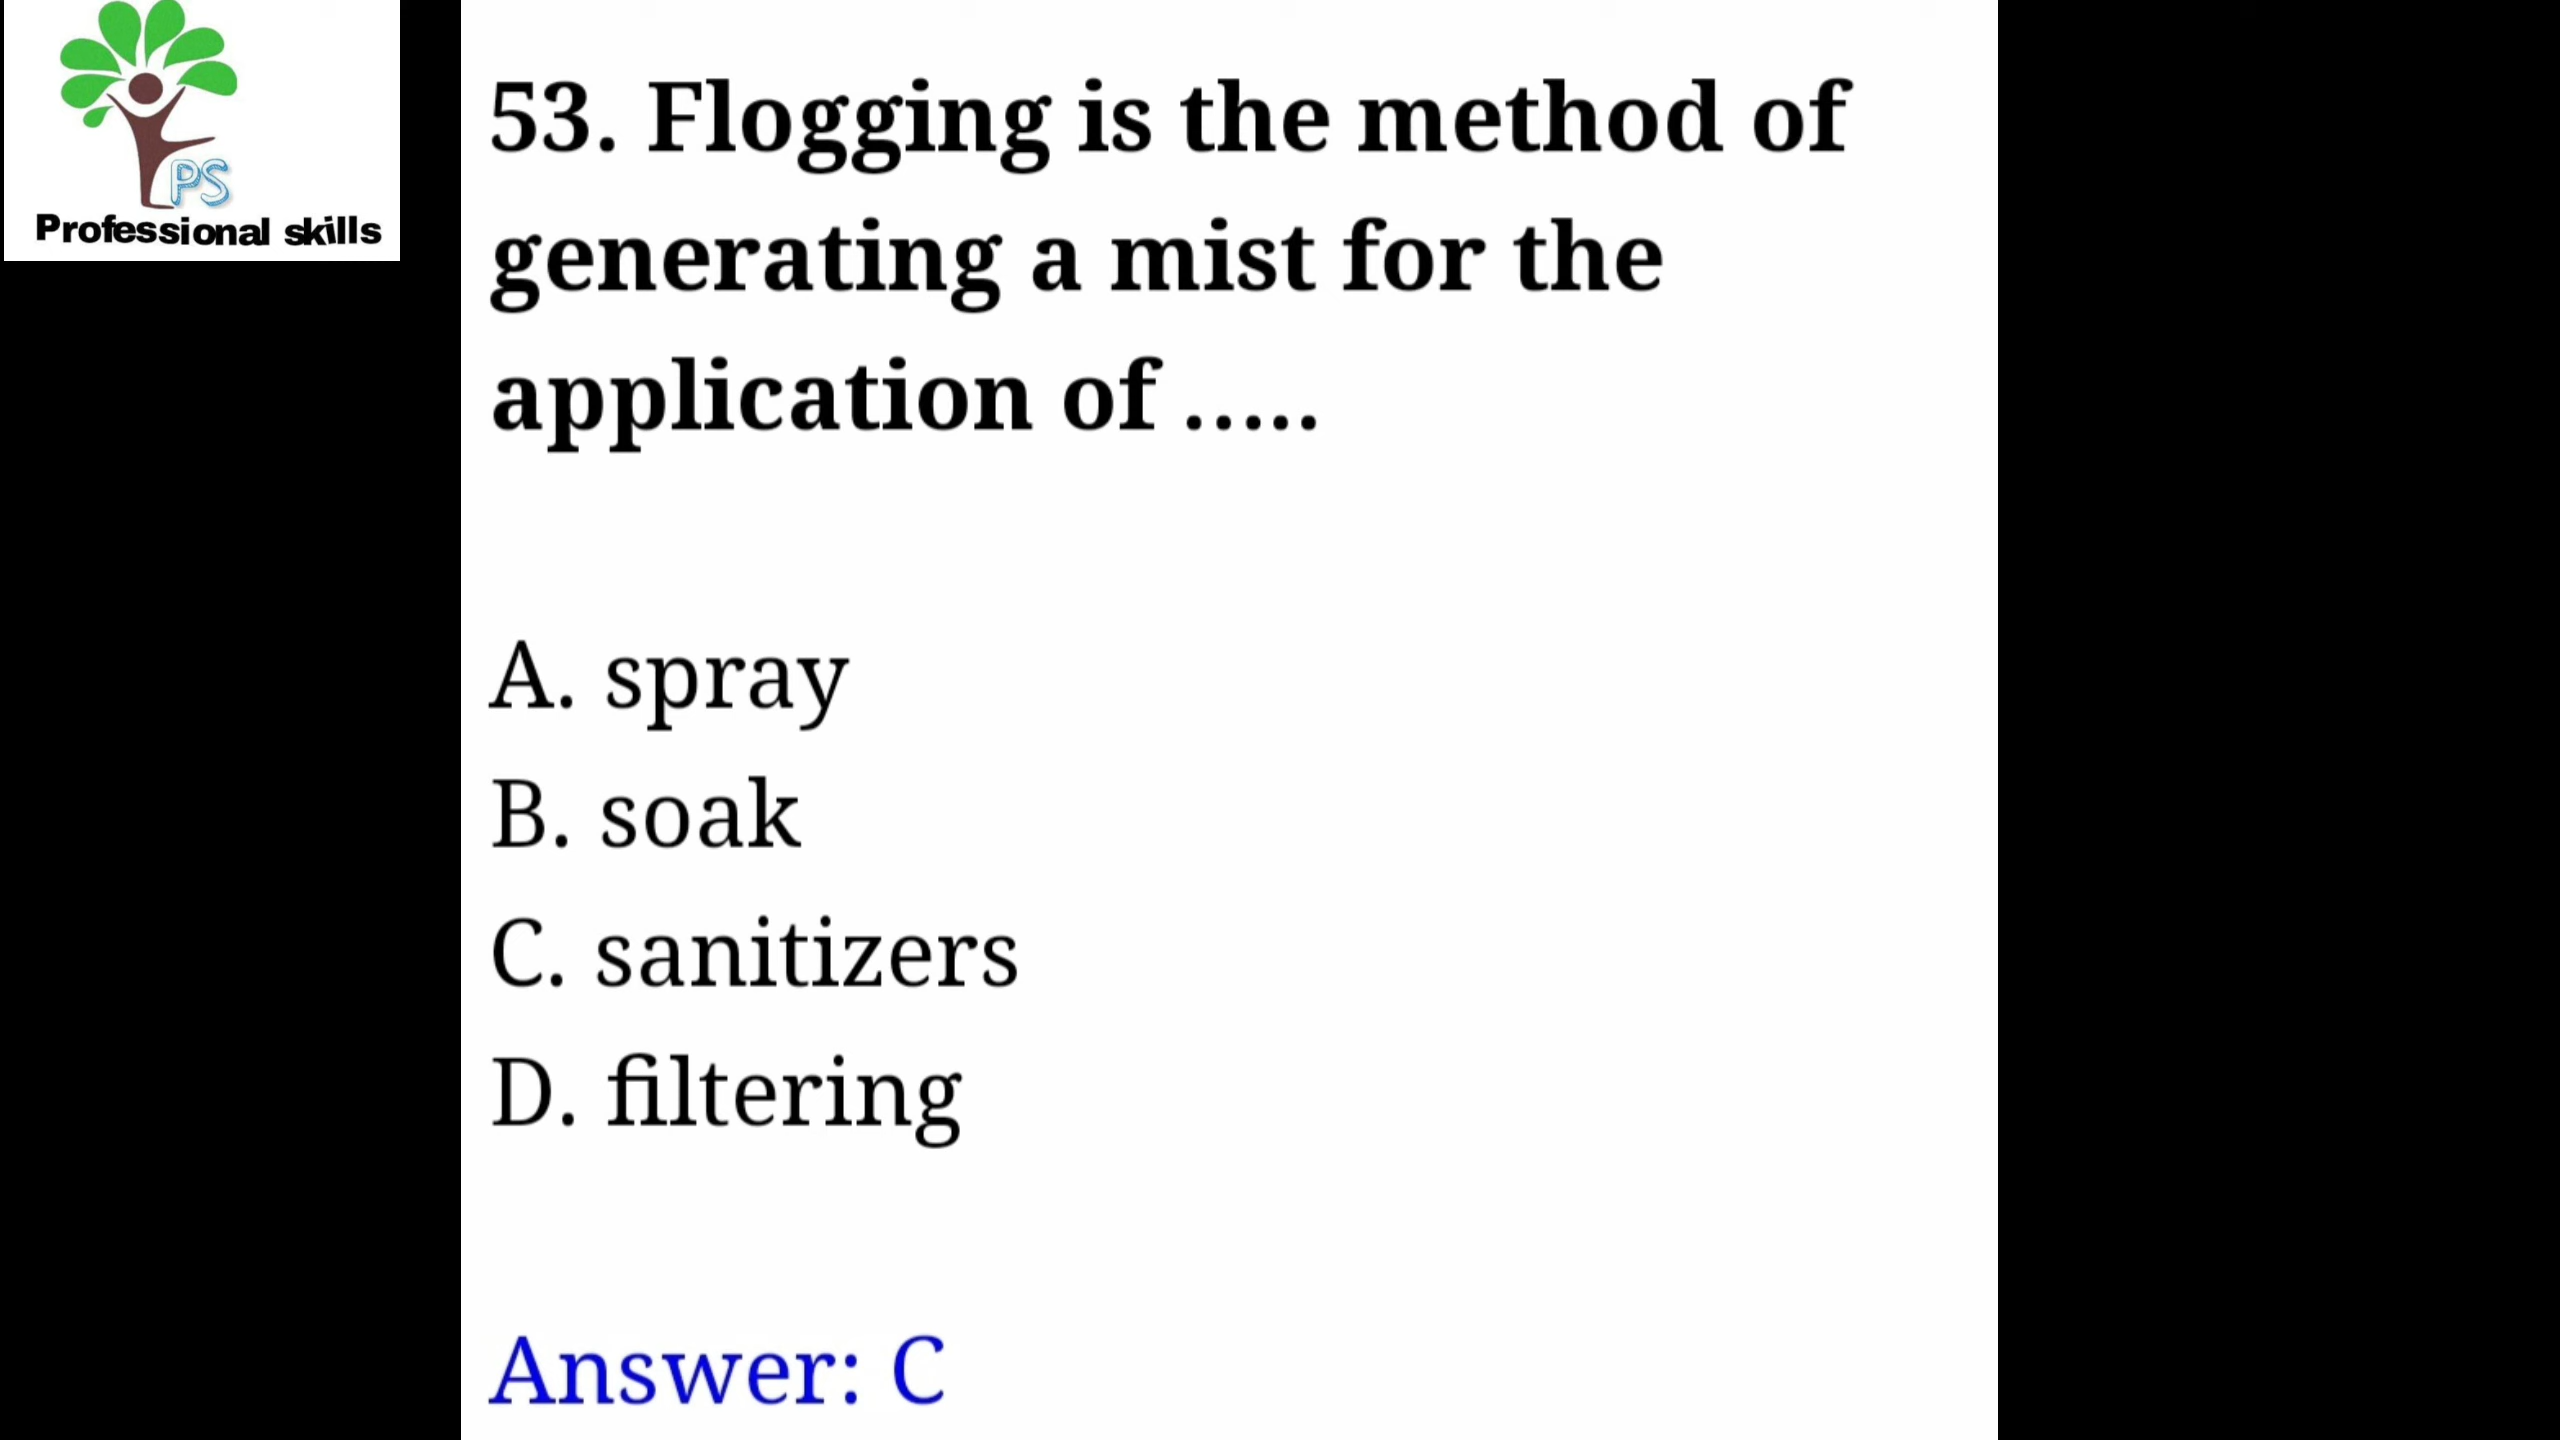 PS
Professional skills
53. Flogging is the method of
generating a mist for the
application of .....
A. spray
B. soak
C. sanitizers
D. filtering
Answer: C